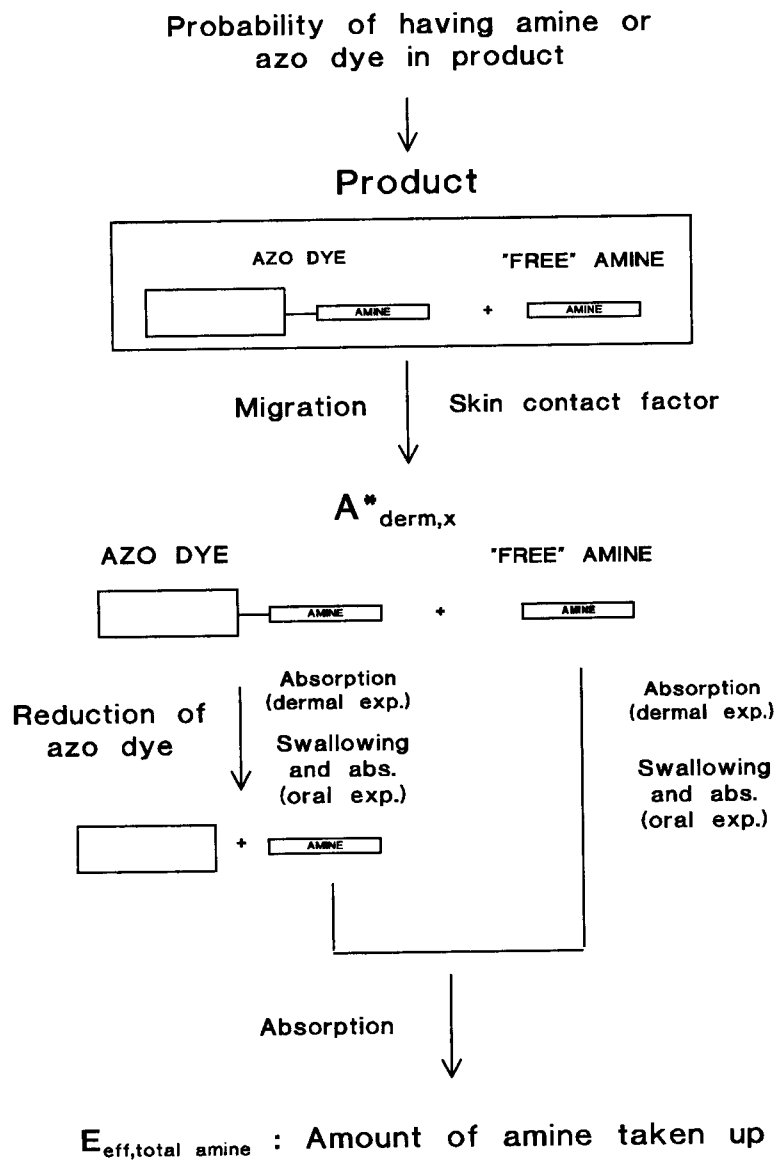 Probability of having amine or
azo dye in product
Product
AZO DYE
"FREE" AMINE
AMINE
+
AMINE
Migration
Skin contact factor
A*derm,x
AZO DYE
"FREE" AMINE
AMINE
+
AMINE
Reduction of
azo dye
Absorption
(dermal exp.)
Swallowing
and abs.
(oral exp.)
Absorption
(dermal exp.)
Swallowing
and abs.
(oral exp.)
+
AMINE
Absorption
Eeff,total amine : Amount of amine taken up